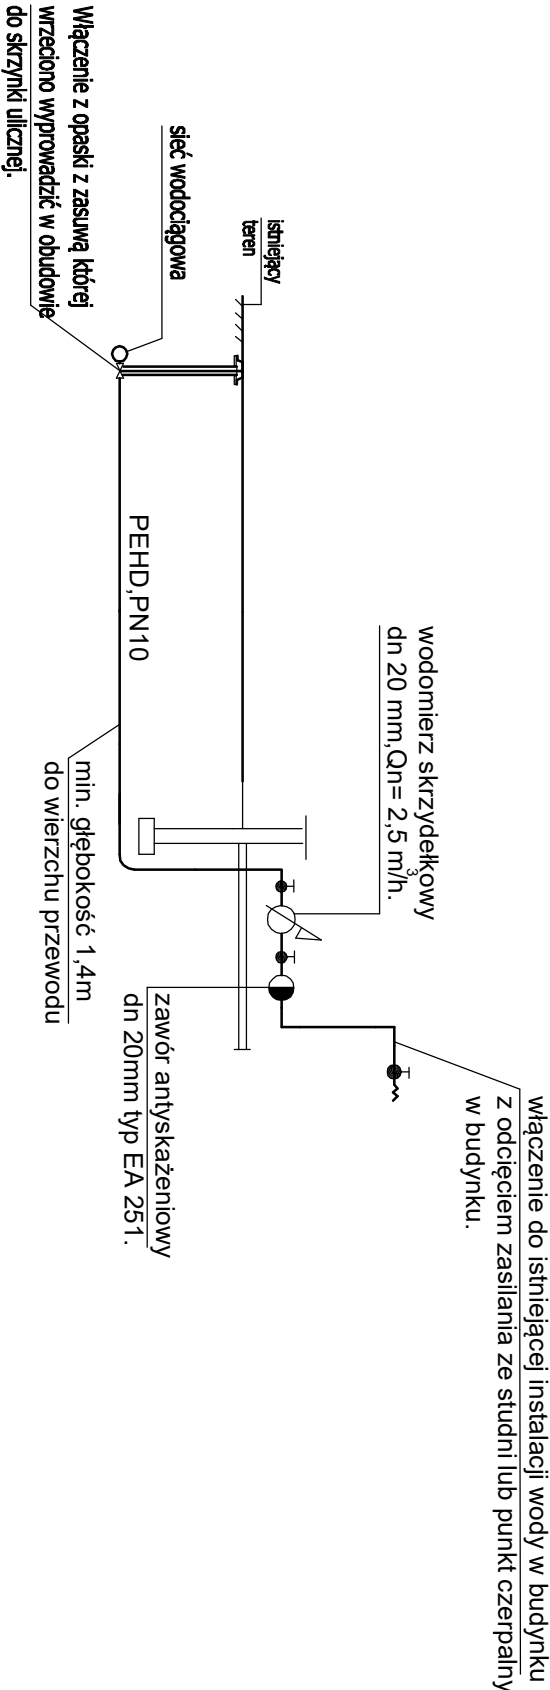 włączenie do istniejącej instalacji wody w budynku
z odcięciem zasilania ze studni lub punkt czerpalny
w budynku.
wodomierz skrzydełkowy
dn 20 mm,Qn= 2,5 m³/h.
istniejący
teren
sieć wodociągowa
Włączenie z opaski z zasuwą której
wrzeciono wyprowadzić w obudowie
do skrzynki ulicznej.
PEHD,PN10
min. głębokość 1,4m
do wierzchu przewodu
zawór antyskażeniowy
dn 20mm typ EA 251.